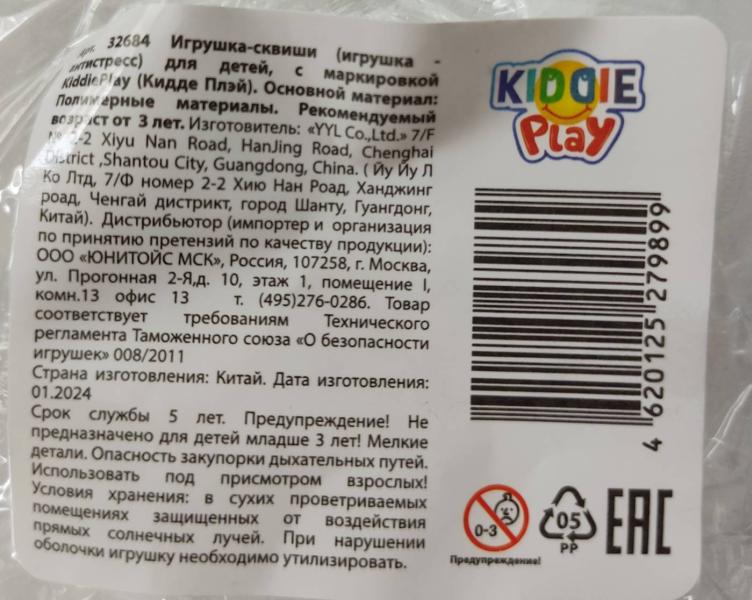 Арт. 32684 Игрушка-сквиши (игрушка -
антистресс) для детей, с маркировкой
KiddiePlay (Кидде Плэй). Основной материал:
Полимерные материалы. Рекомендуемый
возраст от 3 лет. Изготовитель: «YYL Co.,Ltd.» 7/F
№ 2-2 Xiyu Nan Road, HanJing Road, Chenghai
District ,Shantou City, Guangdong, China. ( Йу Йу Л
Ко Лтд, 7/Ф номер 2-2 Хию Нан Роад, Ханджинг
роад, Ченгай дистрикт, город Шанту, Гуангдонг,
Китай). Дистрибьютор (импортер и организация
по принятию претензий по качеству продукции):
ООО «ЮНИТОЙС МСК», Россия, 107258, г. Москва,
ул. Прогонная 2-Я,д. 10, этаж 1, помещение I,
комн.13 офис 13 т. (495)276-0286. Товар
соответствует требованиям Технического
регламента Таможенного союза «О безопасности
игрушек» 008/2011
Страна изготовления: Китай. Дата изготовления:
01.2024
Срок службы 5 лет. Предупреждение! Не
предназначено для детей младше 3 лет! Мелкие
детали. Опасность закупорки дыхательных путей.
Использовать под присмотром взрослых!
Условия хранения: в сухих проветриваемых
помещениях защищенных от воздействия
прямых солнечных лучей. При нарушении
оболочки игрушку необходимо утилизировать.
KIDDIE
Play
4 620125 279899
0-3
Предупреждение!
05
PP
EAC